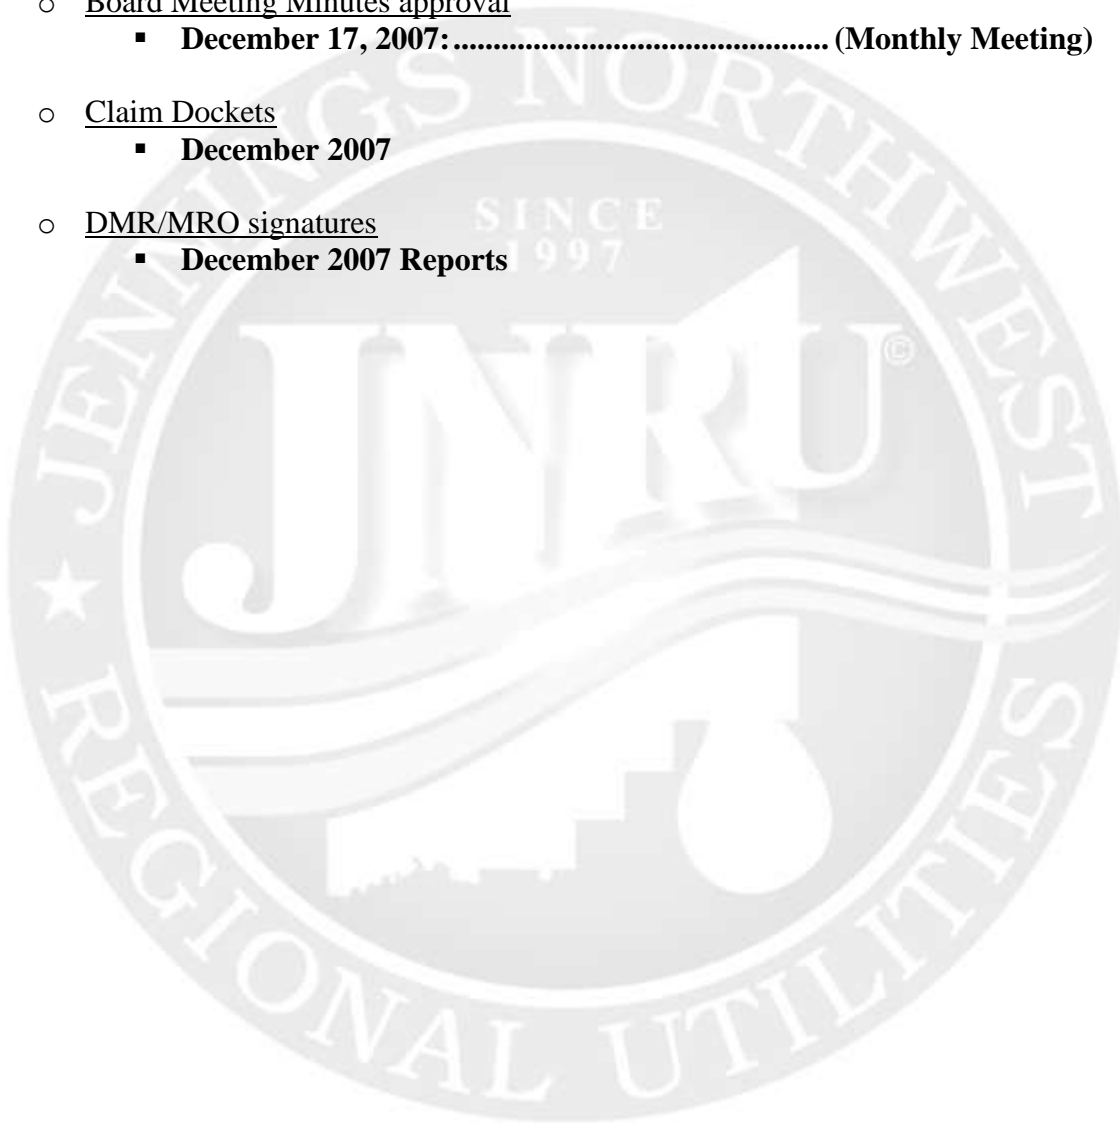 o Board Meeting Minutes approval
▪ December 17, 2007:............................................... (Monthly Meeting)
o Claim Dockets
▪ December 2007
o DMR/MRO signatures
▪ December 2007 Reports
JENNINGS NORTHWEST
SINCE
1997
JNRU©
★ REGIONAL UTILITIES